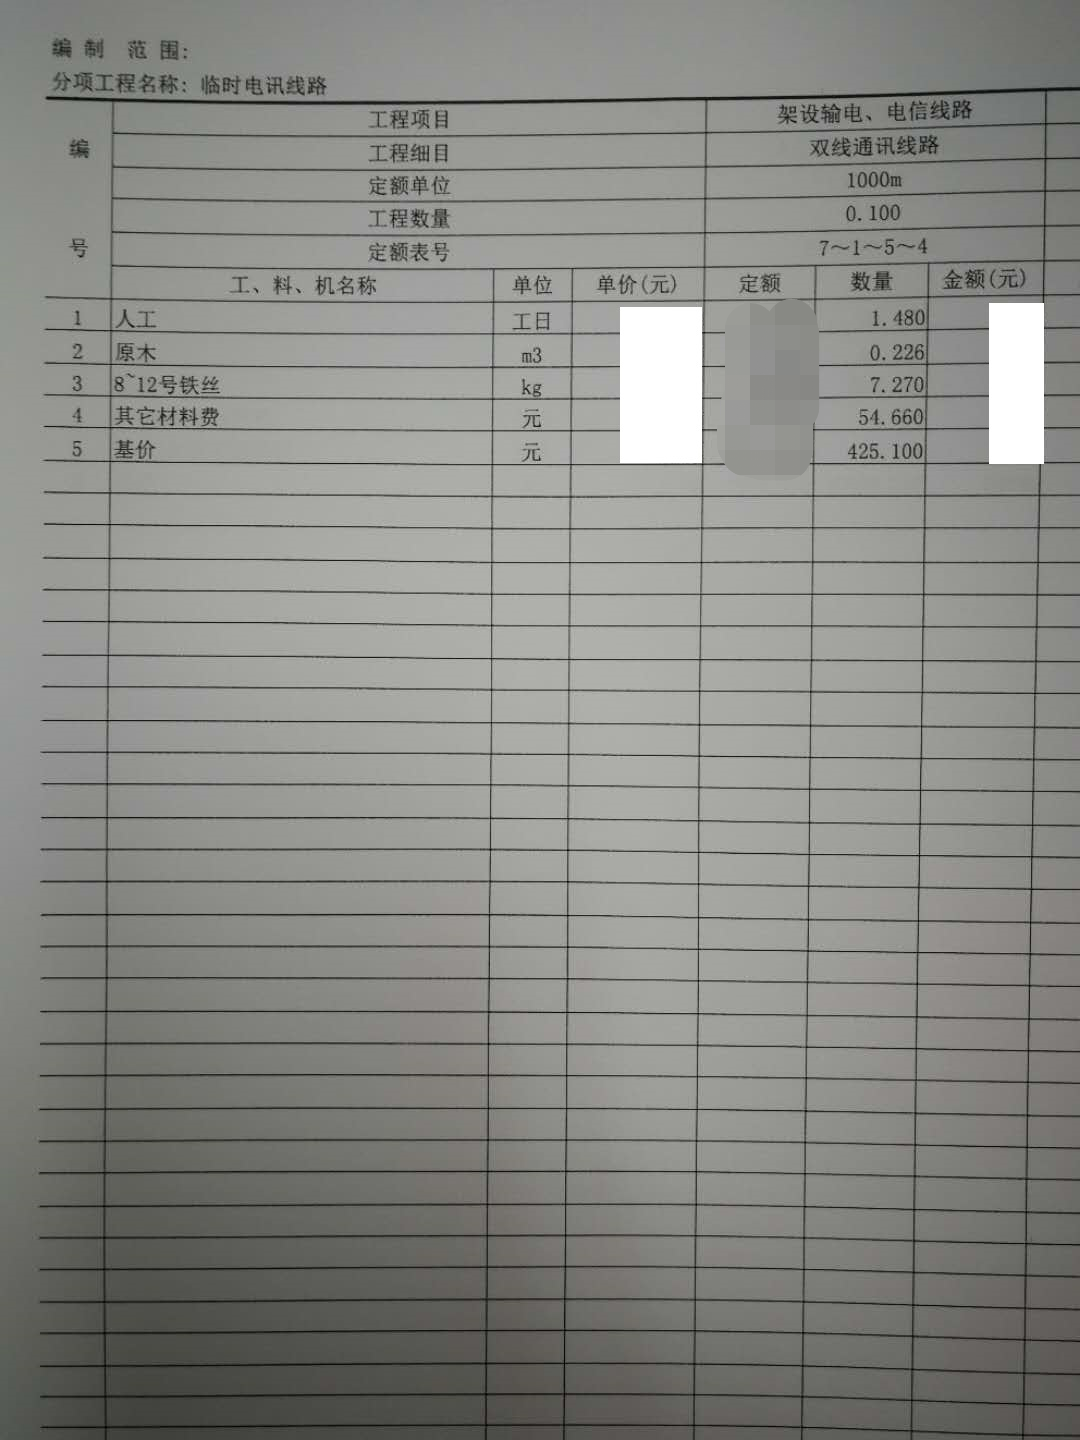 编 制 范 围:
分项工程名称: 临时电讯线路
编号
工程项目 架设输电、电信线路
工程细目 双线通讯线路
定额单位 1000m
工程数量 0.100
定额表号 7~1~5~4
工、料、机名称 单位 单价(元) 定额 数量 金额(元)
1 人工 工日 1.480
2 原木 m3 0.226
3 8~12号铁丝 kg 7.270
4 其它材料费 元 54.660
5 基价 元 425.100